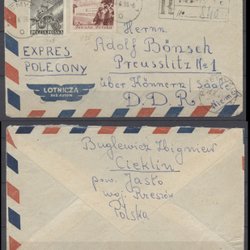 POCZTA POLSKA
EXPRES
POLECONY
LOTNICZA
PAR AVION
Herrn
Adolf Bönsch
Preusslitz Nr 1
über Könnern/Saale
D.D.R.
Buglewicz Zbigniew
Cieklin
pow. Jasło
woj. Rzesów
Polska